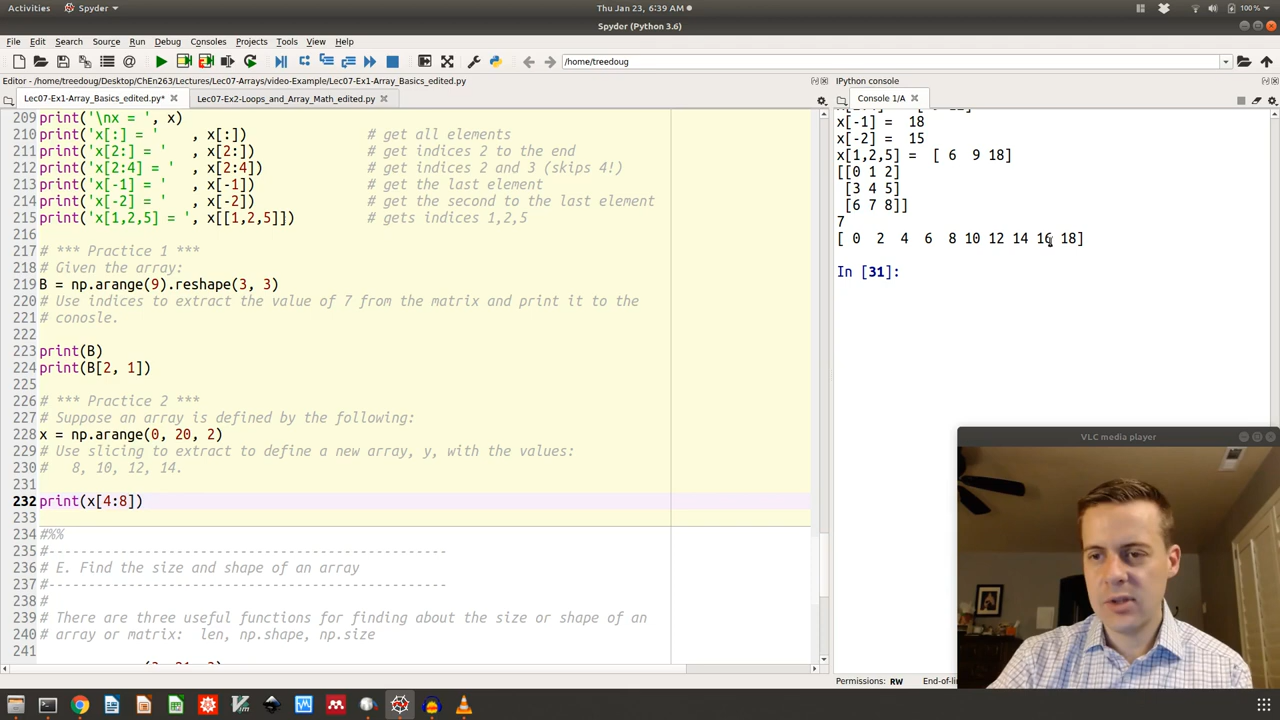 Activities Spyder Thu Jan 23, 6:39 AM 100 %
Spyder (Python 3.6)
File Edit Search Source Run Debug Consoles Projects Tools View Help
/home/treedoug
Editor - /home/treedoug/Desktop/ChEn263/Lectures/Lec07-Arrays/video-Example/Lec07-Ex1-Array_Basics_edited.py
Lec07-Ex1-Array_Basics_edited.py* Lec07-Ex2-Loops_and_Array_Math_edited.py
209 print('\nx = ', x)
210 print('x[:] = ' , x[:]) # get all elements
211 print('x[2:] = ' , x[2:]) # get indices 2 to the end
212 print('x[2:4] = ' , x[2:4]) # get indices 2 and 3 (skips 4!)
213 print('x[-1] = ' , x[-1]) # get the last element
214 print('x[-2] = ' , x[-2]) # get the second to the last element
215 print('x[1,2,5] = ', x[[1,2,5]]) # gets indices 1,2,5
216
217 # *** Practice 1 ***
218 # Given the array:
219 B = np.arange(9).reshape(3, 3)
220 # Use indices to extract the value of 7 from the matrix and print it to the
221 # conosle.
222
223 print(B)
224 print(B[2, 1])
225
226 # *** Practice 2 ***
227 # Suppose an array is defined by the following:
228 x = np.arange(0, 20, 2)
229 # Use slicing to extract to define a new array, y, with the values:
230 # 8, 10, 12, 14.
231
232 print(x[4:8])
233
234 #%%
235 #---------------------------------------------------
236 # E. Find the size and shape of an array
237 #---------------------------------------------------
238 #
239 # There are three useful functions for finding about the size or shape of an
240 # array or matrix: len, np.shape, np.size
241
IPython console
Console 1/A
x[-1] = 18
x[-2] = 15
x[1,2,5] = [ 6 9 18]
[[0 1 2]
[3 4 5]
[6 7 8]]
7
[ 0 2 4 6 8 10 12 14 16 18]
In [31]:
VLC media player
Permissions: RW End-of-li